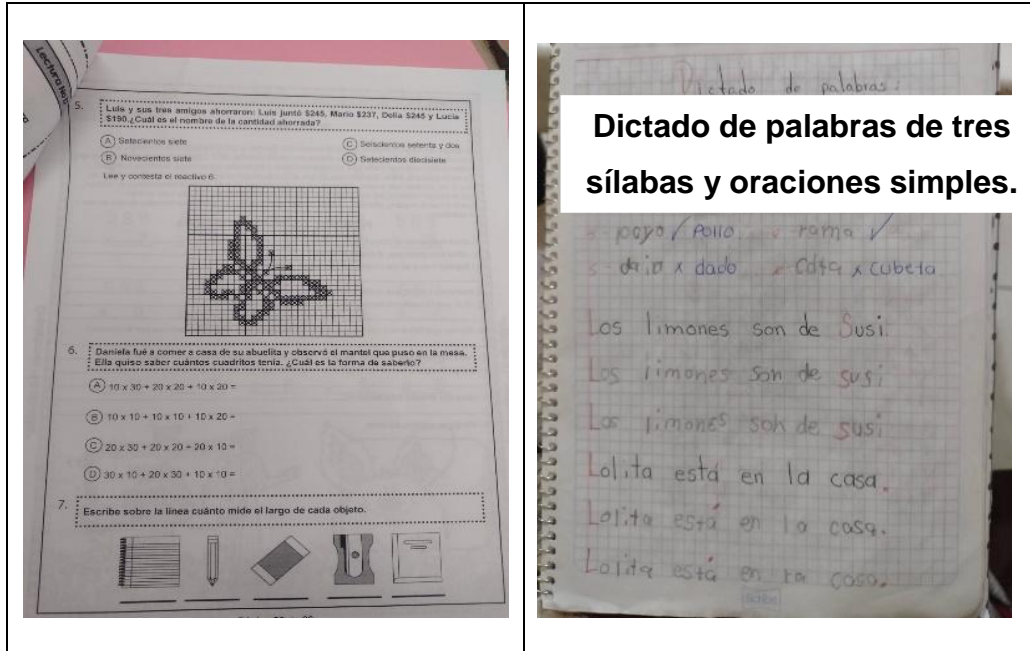 Lectura
5.
Luis y sus tres amigos ahorraron: Luis juntó $245, Mario $237, Delia $245 y Lucía
$190.¿Cuál es el nombre de la cantidad ahorrada?
A) Setecientos siete
C) Seiscientos setenta y dos
B) Novecientos siete
D) Setecientos diecisiete
Lee y contesta el reactivo 6
6.
Daniela fué a comer a casa de su abuelita y observó el mantel que puso en la mesa.
Ella quiso saber cuántos cuadritos tenía. ¿Cuál es la forma de saberlo?
A) 10 x 30 + 20 x 20 + 10 x 20 =
B) 10 x 10 + 10 x 10 + 10 x 20 =
C) 20 x 30 + 20 x 20 + 20 x 10 =
D) 30 x 10 + 20 x 30 + 10 x 10 =
7.
Escribe sobre la línea cuánto mide el largo de cada objeto.
Dictado de palabras:
Dictado de palabras de tres
sílabas y oraciones simples.
poyo / pollo rama
dado x cubeta
Los limones son de Susi.
Los limones son de susi
Los limones son de susi
Lolita está en la casa.
Lolita está en la casa.
Lolita está en la casa.
Scribe